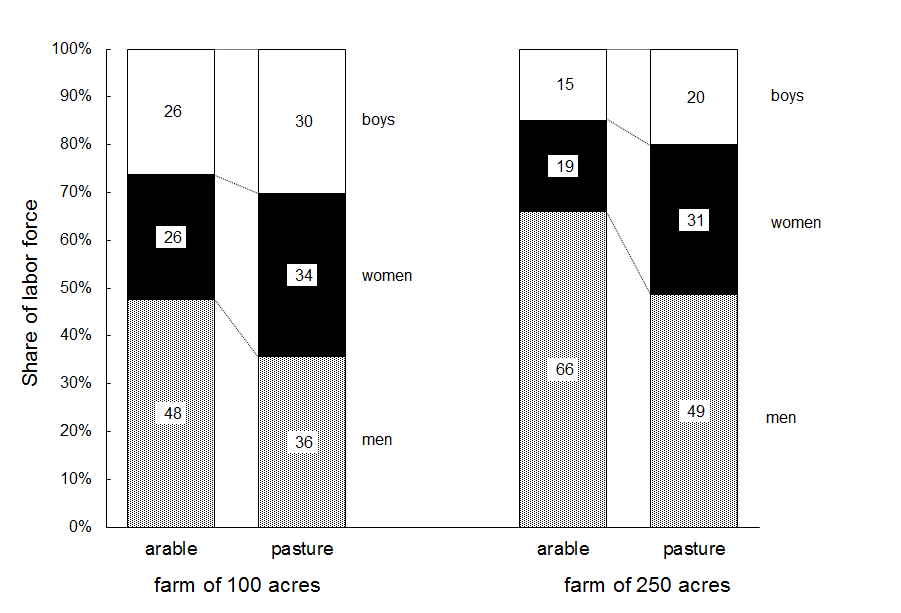 100%
90%
80%
70%
60%
50%
40%
30%
20%
10%
0%
Share of labor force
26
26
48
30
34
36
boys
women
men
15
19
66
20
31
49
boys
women
men
arable
pasture
arable
pasture
farm of 100 acres
farm of 250 acres